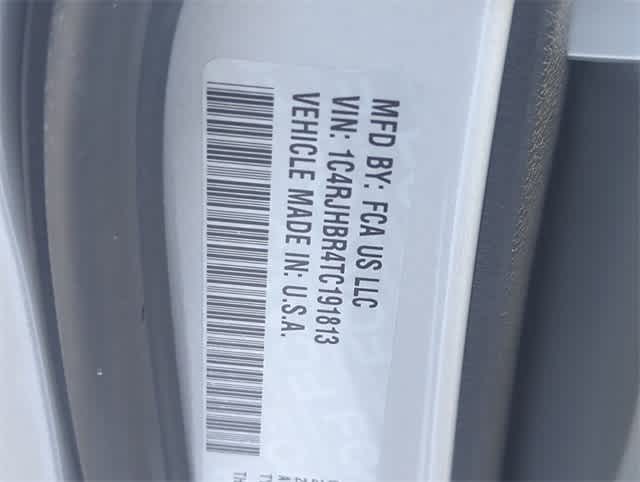 MFD BY: FCA US LLC
VIN: 1C4RJHBR4TC191813
VEHICLE MADE IN: U.S.A.